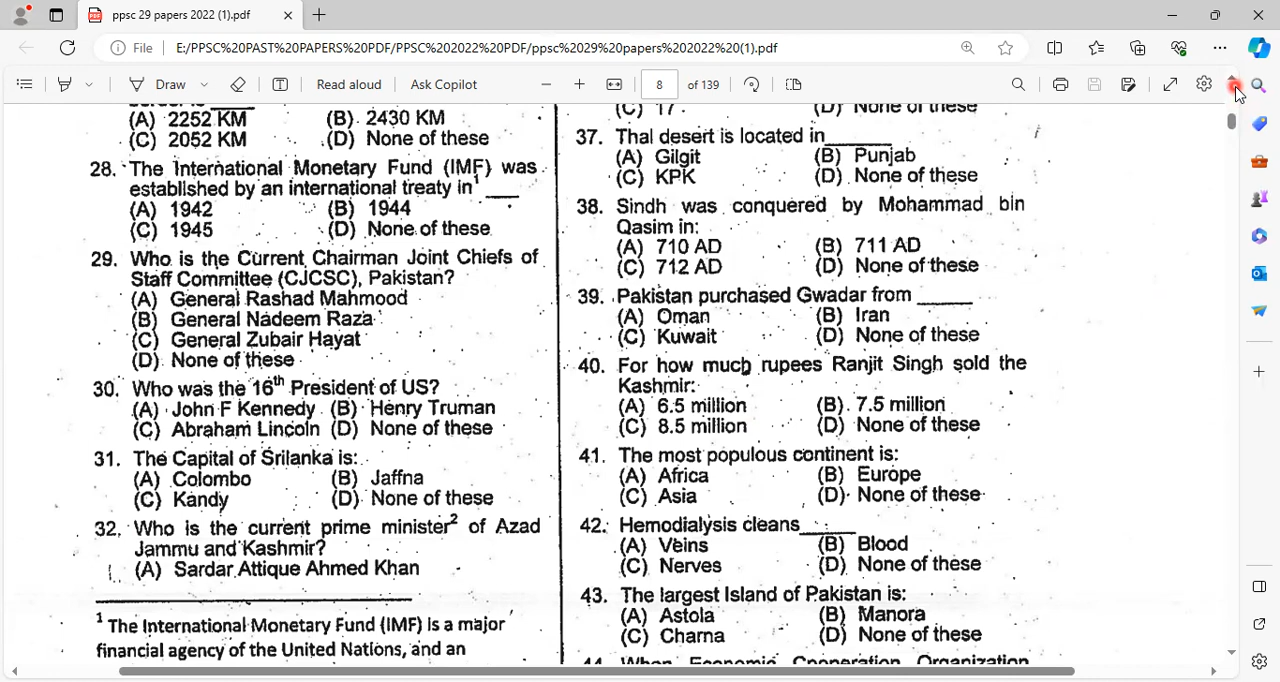 ppsc 29 papers 2022 (1).pdf
File
E:/PPSC%20PAST%20PAPERS%20PDF/PPSC%202022%20PDF/ppsc%2029%20papers%202022%20(1).pdf
Draw
Read aloud
Ask Copilot
8
of 139
(A) 2252 KM (B) 2430 KM
(C) 2052 KM (D) None of these
28. The International Monetary Fund (IMF) was
established by an international treaty in¹ ___
(A) 1942 (B) 1944
(C) 1945 (D) None of these
29. Who is the Current Chairman Joint Chiefs of
Staff Committee (CJCSC), Pakistan?
(A) General Rashad Mahmood
(B) General Nadeem Raza
(C) General Zubair Hayat
(D) None of these
30. Who was the 16th President of US?
(A) John F Kennedy (B) Henry Truman
(C) Abraham Lincoln (D) None of these
31. The Capital of Srilanka is:
(A) Colombo (B) Jaffna
(C) Kandy (D) None of these
32. Who is the current prime minister² of Azad
Jammu and Kashmir?
(A) Sardar Attique Ahmed Khan
¹ The International Monetary Fund (IMF) is a major
financial agency of the United Nations, and an
(C) 17 (D) None of these
37. Thal desert is located in______
(A) Gilgit (B) Punjab
(C) KPK (D) None of these
38. Sindh was conquered by Mohammad bin
Qasim in:
(A) 710 AD (B) 711 AD
(C) 712 AD (D) None of these
39. Pakistan purchased Gwadar from _____
(A) Oman (B) Iran
(C) Kuwait (D) None of these
40. For how much rupees Ranjit Singh sold the
Kashmir:
(A) 6.5 million (B) 7.5 million
(C) 8.5 million (D) None of these
41. The most populous continent is:
(A) Africa (B) Europe
(C) Asia (D) None of these
42. Hemodialysis cleans_____
(A) Veins (B) Blood
(C) Nerves (D) None of these
43. The largest Island of Pakistan is:
(A) Astola (B) Manora
(C) Charna (D) None of these
44. When Economic Cooperation Organization